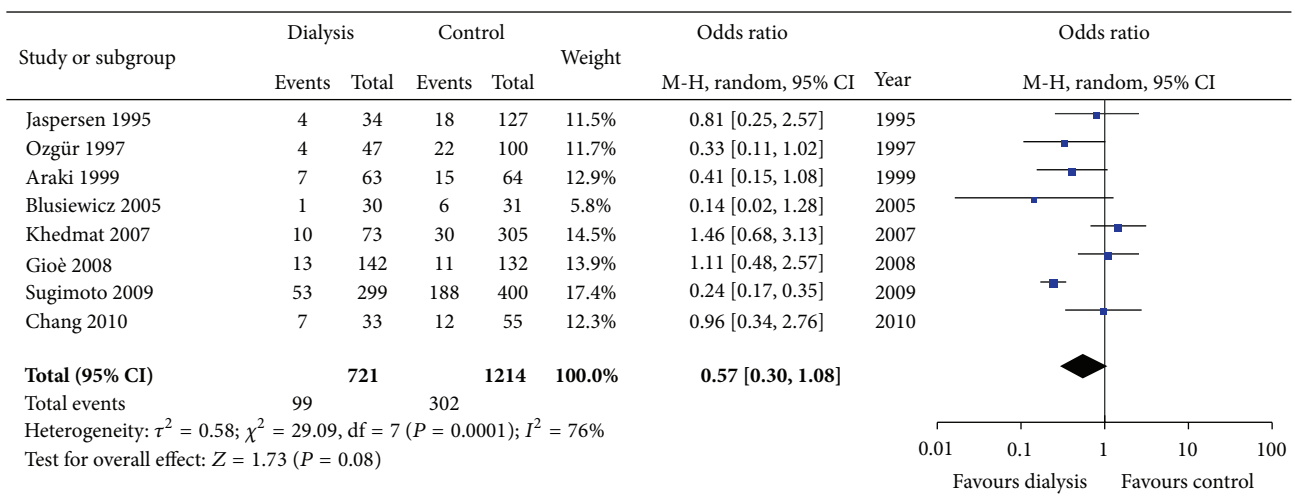 Dialysis Control Odds ratio Odds ratio
Study or subgroup Weight
Events Total Events Total M-H, random, 95% CI Year M-H, random, 95% CI
Jaspersen 1995 4 34 18 127 11.5% 0.81 [0.25, 2.57] 1995
Ozgür 1997 4 47 22 100 11.7% 0.33 [0.11, 1.02] 1997
Araki 1999 7 63 15 64 12.9% 0.41 [0.15, 1.08] 1999
Blusiewicz 2005 1 30 6 31 5.8% 0.14 [0.02, 1.28] 2005
Khedmat 2007 10 73 30 305 14.5% 1.46 [0.68, 3.13] 2007
Gioè 2008 13 142 11 132 13.9% 1.11 [0.48, 2.57] 2008
Sugimoto 2009 53 299 188 400 17.4% 0.24 [0.17, 0.35] 2009
Chang 2010 7 33 12 55 12.3% 0.96 [0.34, 2.76] 2010
Total (95% CI) 721 1214 100.0% 0.57 [0.30, 1.08]
Total events 99 302
Heterogeneity: τ² = 0.58; χ² = 29.09, df = 7 (P = 0.0001); I² = 76%
Test for overall effect: Z = 1.73 (P = 0.08)
0.01 0.1 1 10 100
Favours dialysis Favours control